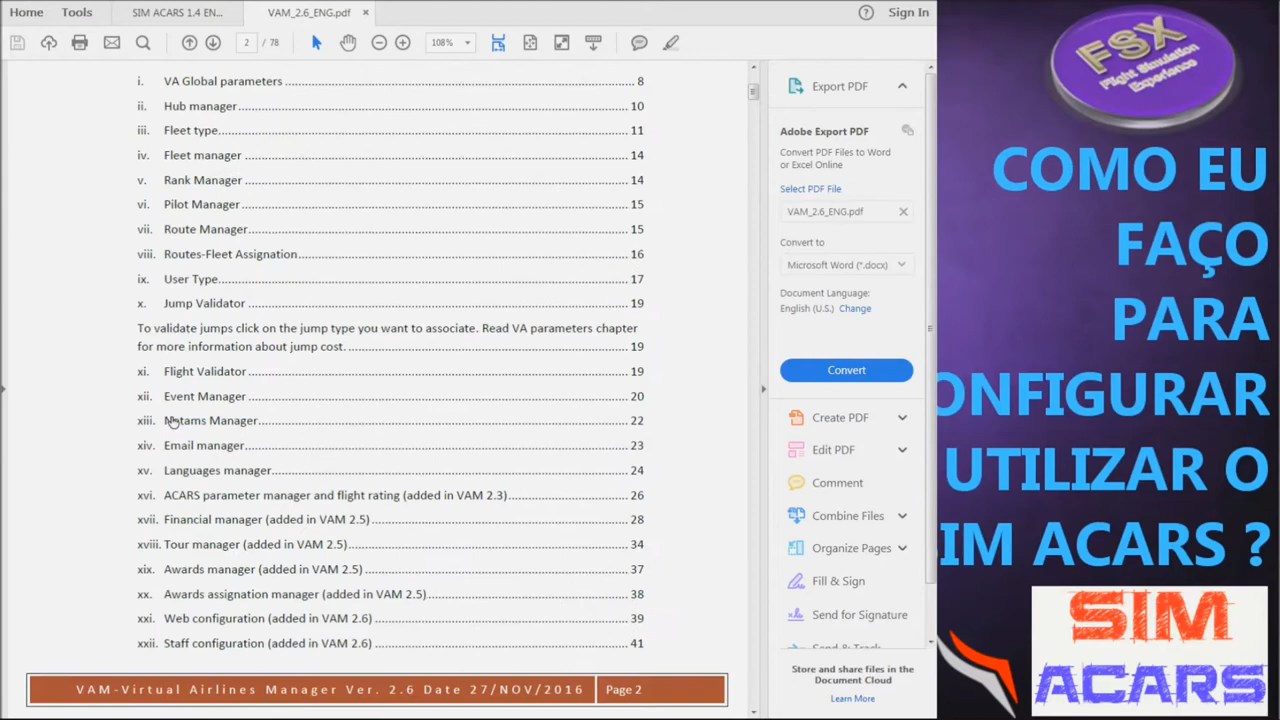 Home Tools SIM ACARS 1.4 EN... VAM_2.6_ENG.pdf × ? Sign In
2 / 78 108%
i. VA Global parameters 8
ii. Hub manager 10
iii. Fleet type 11
iv. Fleet manager 14
v. Rank Manager 14
vi. Pilot Manager 15
vii. Route Manager 15
viii. Routes-Fleet Assignation 16
ix. User Type 17
x. Jump Validator 19
To validate jumps click on the jump type you want to associate. Read VA parameters chapter
for more information about jump cost. 19
xi. Flight Validator 19
xii. Event Manager 20
xiii. Notams Manager 22
xiv. Email manager 23
xv. Languages manager 24
xvi. ACARS parameter manager and flight rating (added in VAM 2.3) 26
xvii. Financial manager (added in VAM 2.5) 28
xviii. Tour manager (added in VAM 2.5) 34
xix. Awards manager (added in VAM 2.5) 37
xx. Awards assignation manager (added in VAM 2.5) 38
xxi. Web configuration (added in VAM 2.6) 39
xxii. Staff configuration (added in VAM 2.6) 41
VAM-Virtual Airlines Manager Ver. 2.6 Date 27/NOV/2016 Page 2
Export PDF
Adobe Export PDF
Convert PDF Files to Word
or Excel Online
Select PDF File
VAM_2.6_ENG.pdf
Convert to
Microsoft Word (*.docx)
Document Language:
English (U.S.) Change
Convert
Create PDF
Edit PDF
Comment
Combine Files
Organize Pages
Fill & Sign
Send for Signature
Send & Track
Store and share files in the
Document Cloud
Learn More
FSX
Flight Simulation
Experience
COMO EU
FAÇO
PARA
ONFIGURAR
UTILIZAR O
SIM ACARS ?
SIM
ACARS